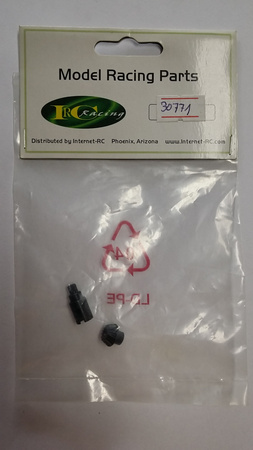 Model Racing Parts
IRC Racing
30771
Distributed by Internet-RC Phoenix, Arizona www.Internet-RC.com
04
LD-PE